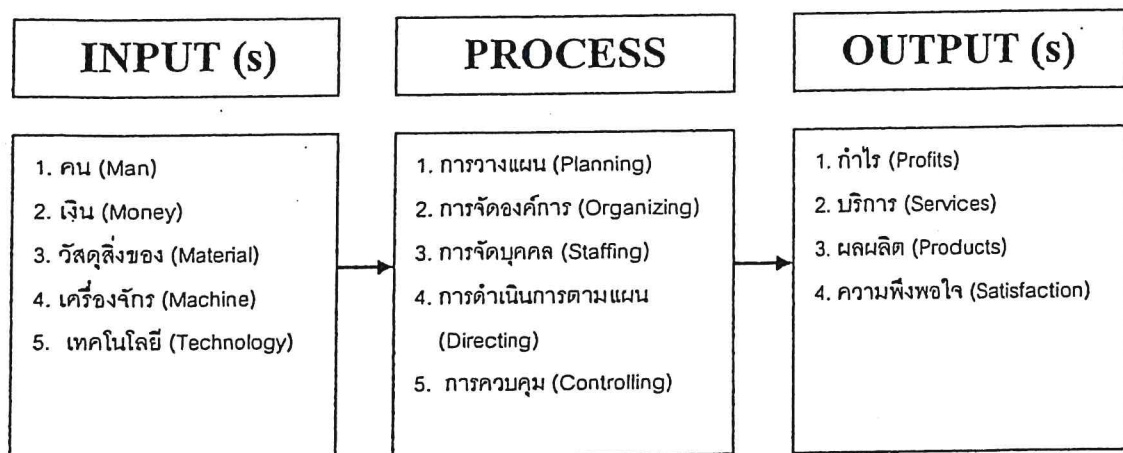 INPUT (s)
1. คน (Man)
2. เงิน (Money)
3. วัสดุสิ่งของ (Material)
4. เครื่องจักร (Machine)
5. เทคโนโลยี (Technology)
PROCESS
1. การวางแผน (Planning)
2. การจัดองค์การ (Organizing)
3. การจัดบุคคล (Staffing)
4. การดำเนินการตามแผน
(Directing)
5. การควบคุม (Controlling)
OUTPUT (s)
1. กำไร (Profits)
2. บริการ (Services)
3. ผลผลิต (Products)
4. ความพึงพอใจ (Satisfaction)